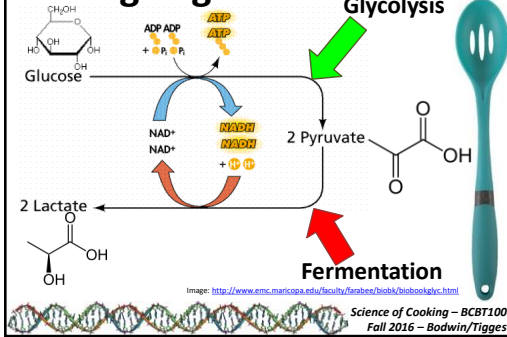 Glycolysis
ADP ADP
+ Pi Pi
ATP
ATP
HO
OH
O
HO
OH
OH
Glucose
NAD+
NAD+
NADH
NADH
+ H+ H+
2 Pyruvate
O
OH
O
2 Lactate
O
OH
OH
Fermentation
Image: http://www.emc.maricopa.edu/faculty/farabee/biobk/biobookglyc.html
Science of Cooking – BCBT100
Fall 2016 – Bodwin/Tigges